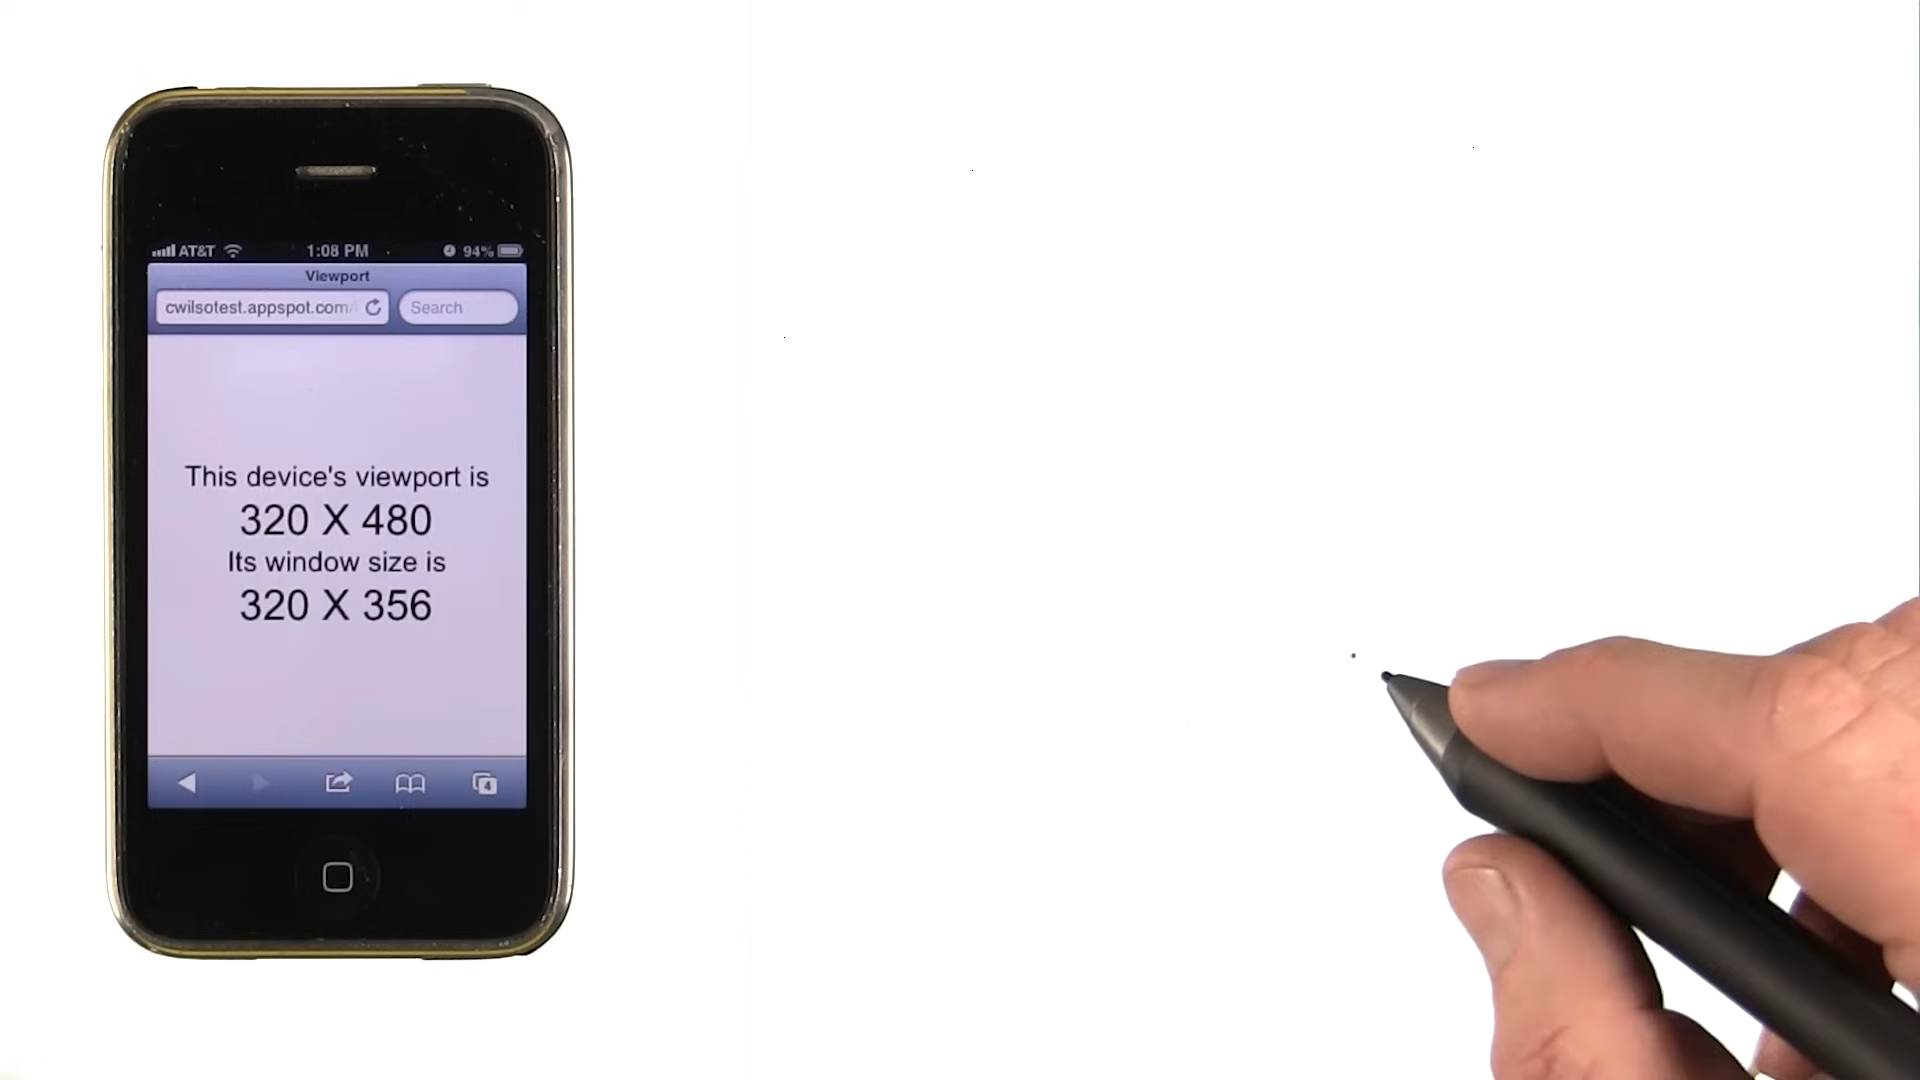 AT&T 1:08 PM 94%
Viewport
cwilsotest.appspot.com/ Search
This device's viewport is
320 X 480
Its window size is
320 X 356
4